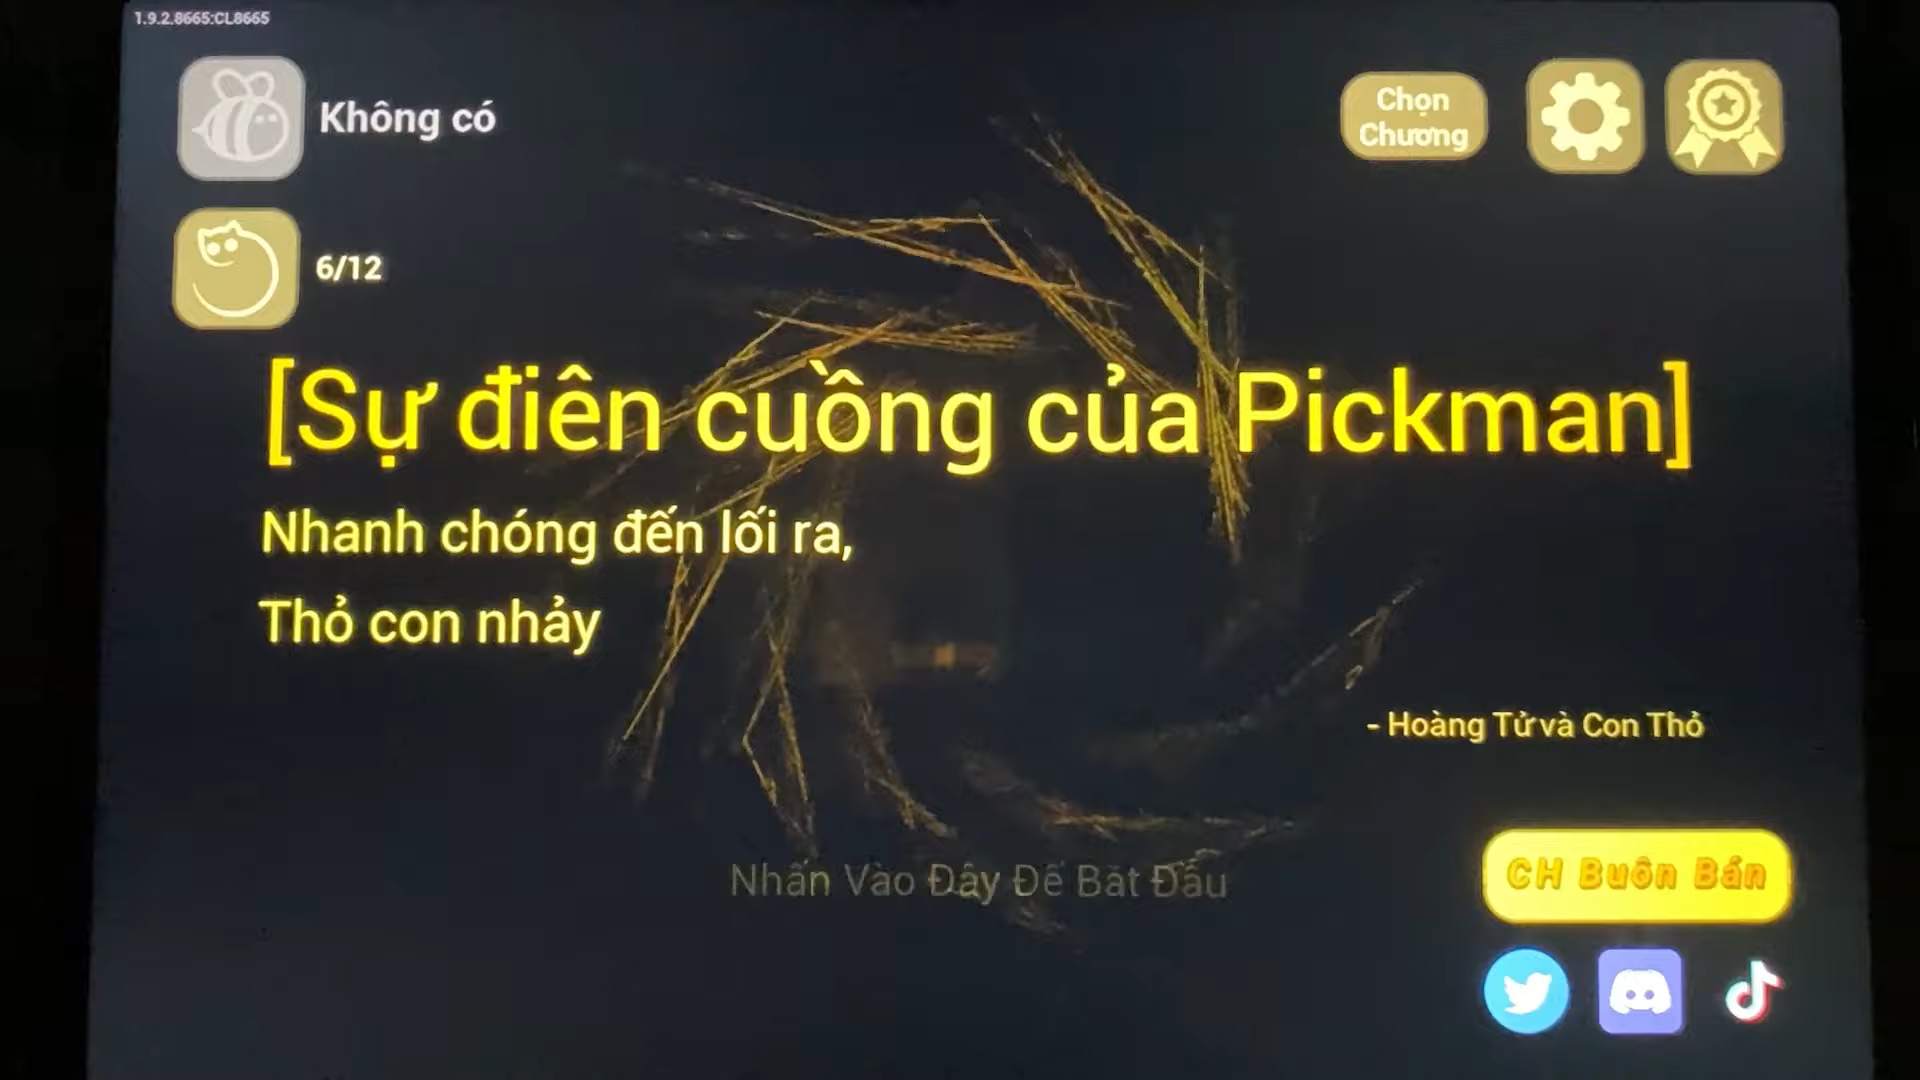 1.9.2.8665:CL8665
Không có
Chọn
Chương
6/12
[Sự điên cuồng của Pickman]
Nhanh chóng đến lối ra,
Thỏ con nhảy
- Hoàng Tử và Con Thỏ
Nhấn Vào Đây Để Bắt Đầu
CH Buôn Bán